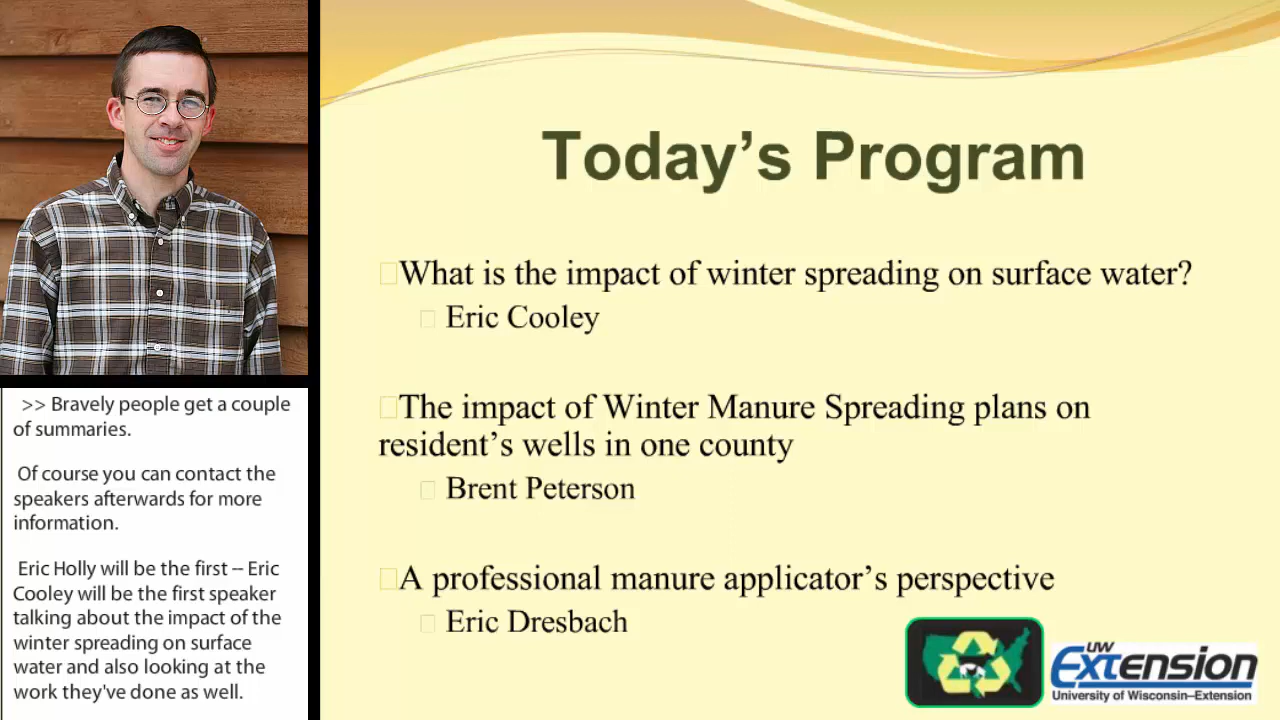 Today's Program
What is the impact of winter spreading on surface water?
Eric Cooley
The impact of Winter Manure Spreading plans on
resident's wells in one county
Brent Peterson
A professional manure applicator's perspective
Eric Dresbach
UW
Extension
University of Wisconsin–Extension
>> Bravely people get a couple
of summaries.
Of course you can contact the
speakers afterwards for more
information.
Eric Holly will be the first -- Eric
Cooley will be the first speaker
talking about the impact of the
winter spreading on surface
water and also looking at the
work they've done as well.